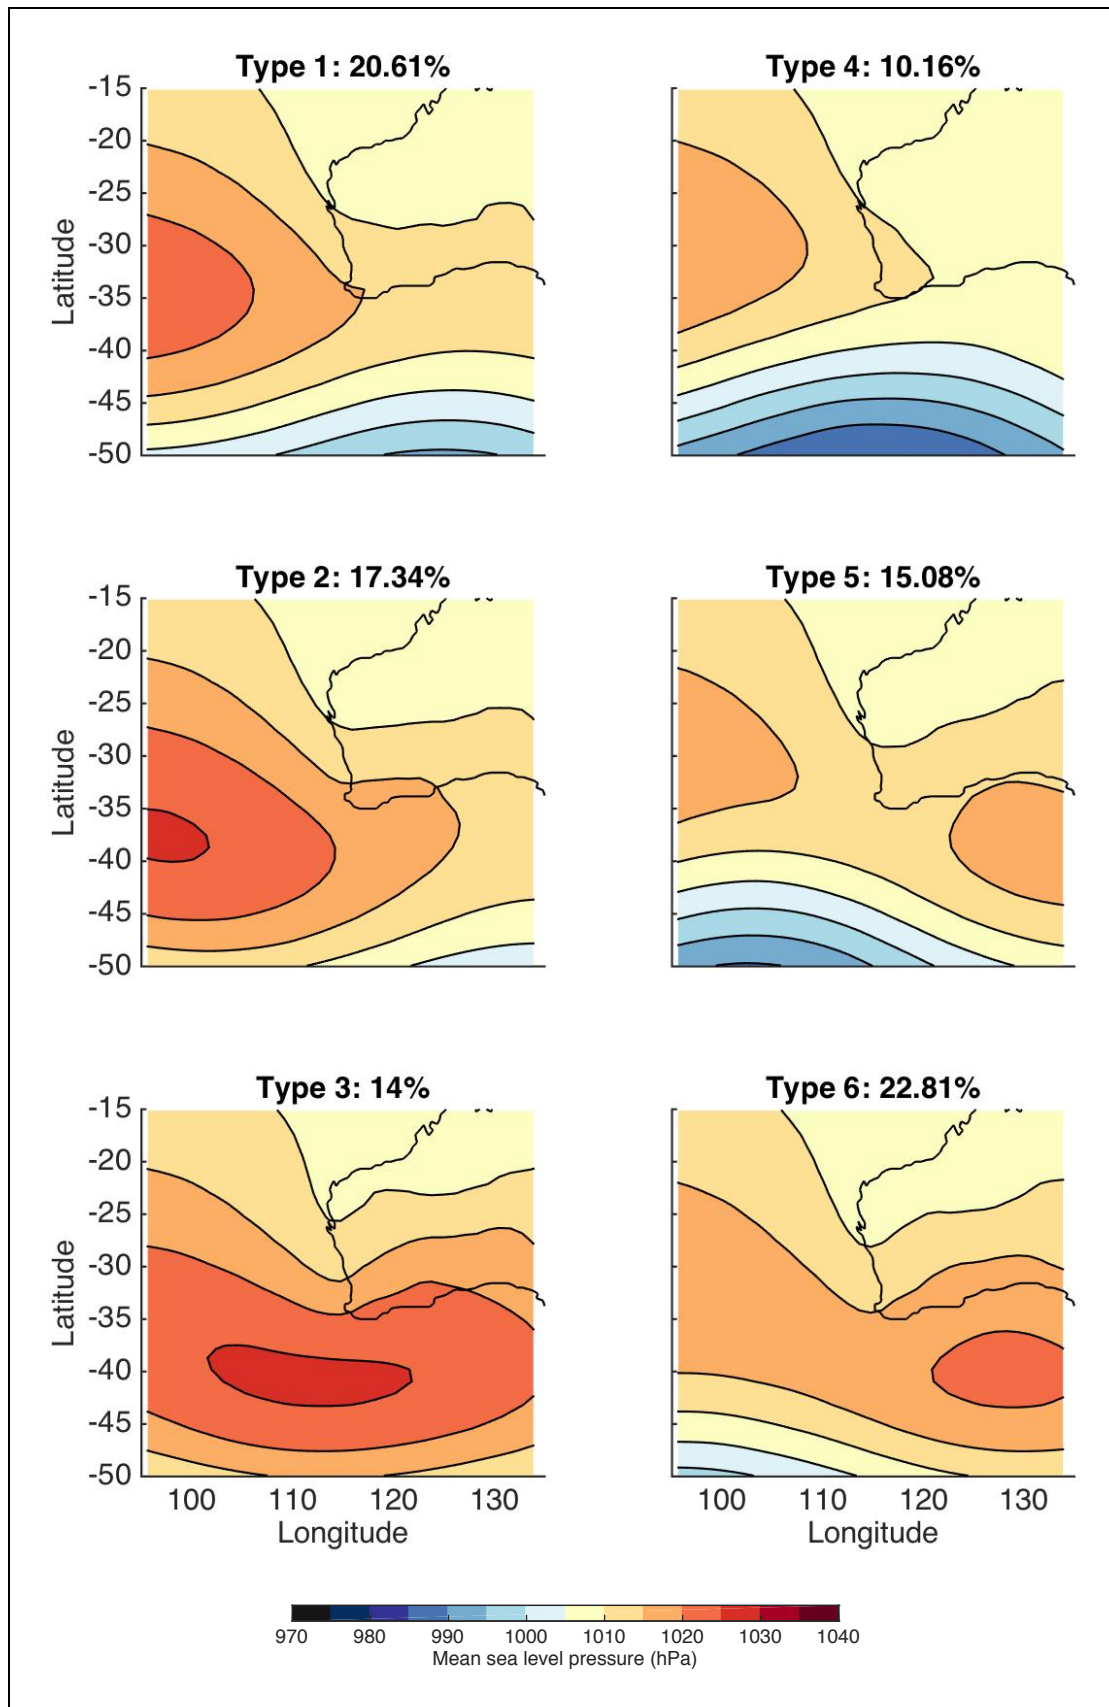 Type 1: 20.61%
Type 4: 10.16%
-15
-20
-25
-30
-35
-40
-45
-50
Latitude
Type 2: 17.34%
Type 5: 15.08%
-15
-20
-25
-30
-35
-40
-45
-50
Latitude
Type 3: 14%
Type 6: 22.81%
-15
-20
-25
-30
-35
-40
-45
-50
Latitude
100 110 120 130
Longitude
100 110 120 130
Longitude
970 980 990 1000 1010 1020 1030 1040
Mean sea level pressure (hPa)